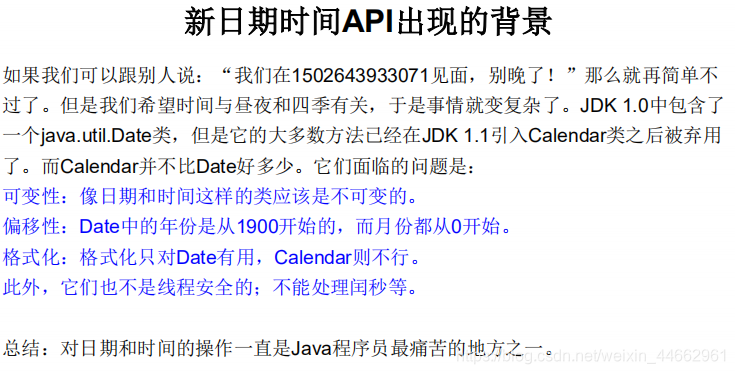 新日期时间API出现的背景
如果我们可以跟别人说：“我们在1502643933071见面，别晚了！”那么就再简单不
过了。但是我们希望时间与昼夜和四季有关，于是事情就变复杂了。JDK 1.0中包含了
一个java.util.Date类，但是它的大多数方法已经在JDK 1.1引入Calendar类之后被弃用
了。而Calendar并不比Date好多少。它们面临的问题是：
可变性：像日期和时间这样的类应该是不可变的。
偏移性：Date中的年份是从1900开始的，而月份都从0开始。
格式化：格式化只对Date有用，Calendar则不行。
此外，它们也不是线程安全的；不能处理闰秒等。
总结：对日期和时间的操作一直是Java程序员最痛苦的地方之一。
https://blog.csdn.net/weixin_44662961